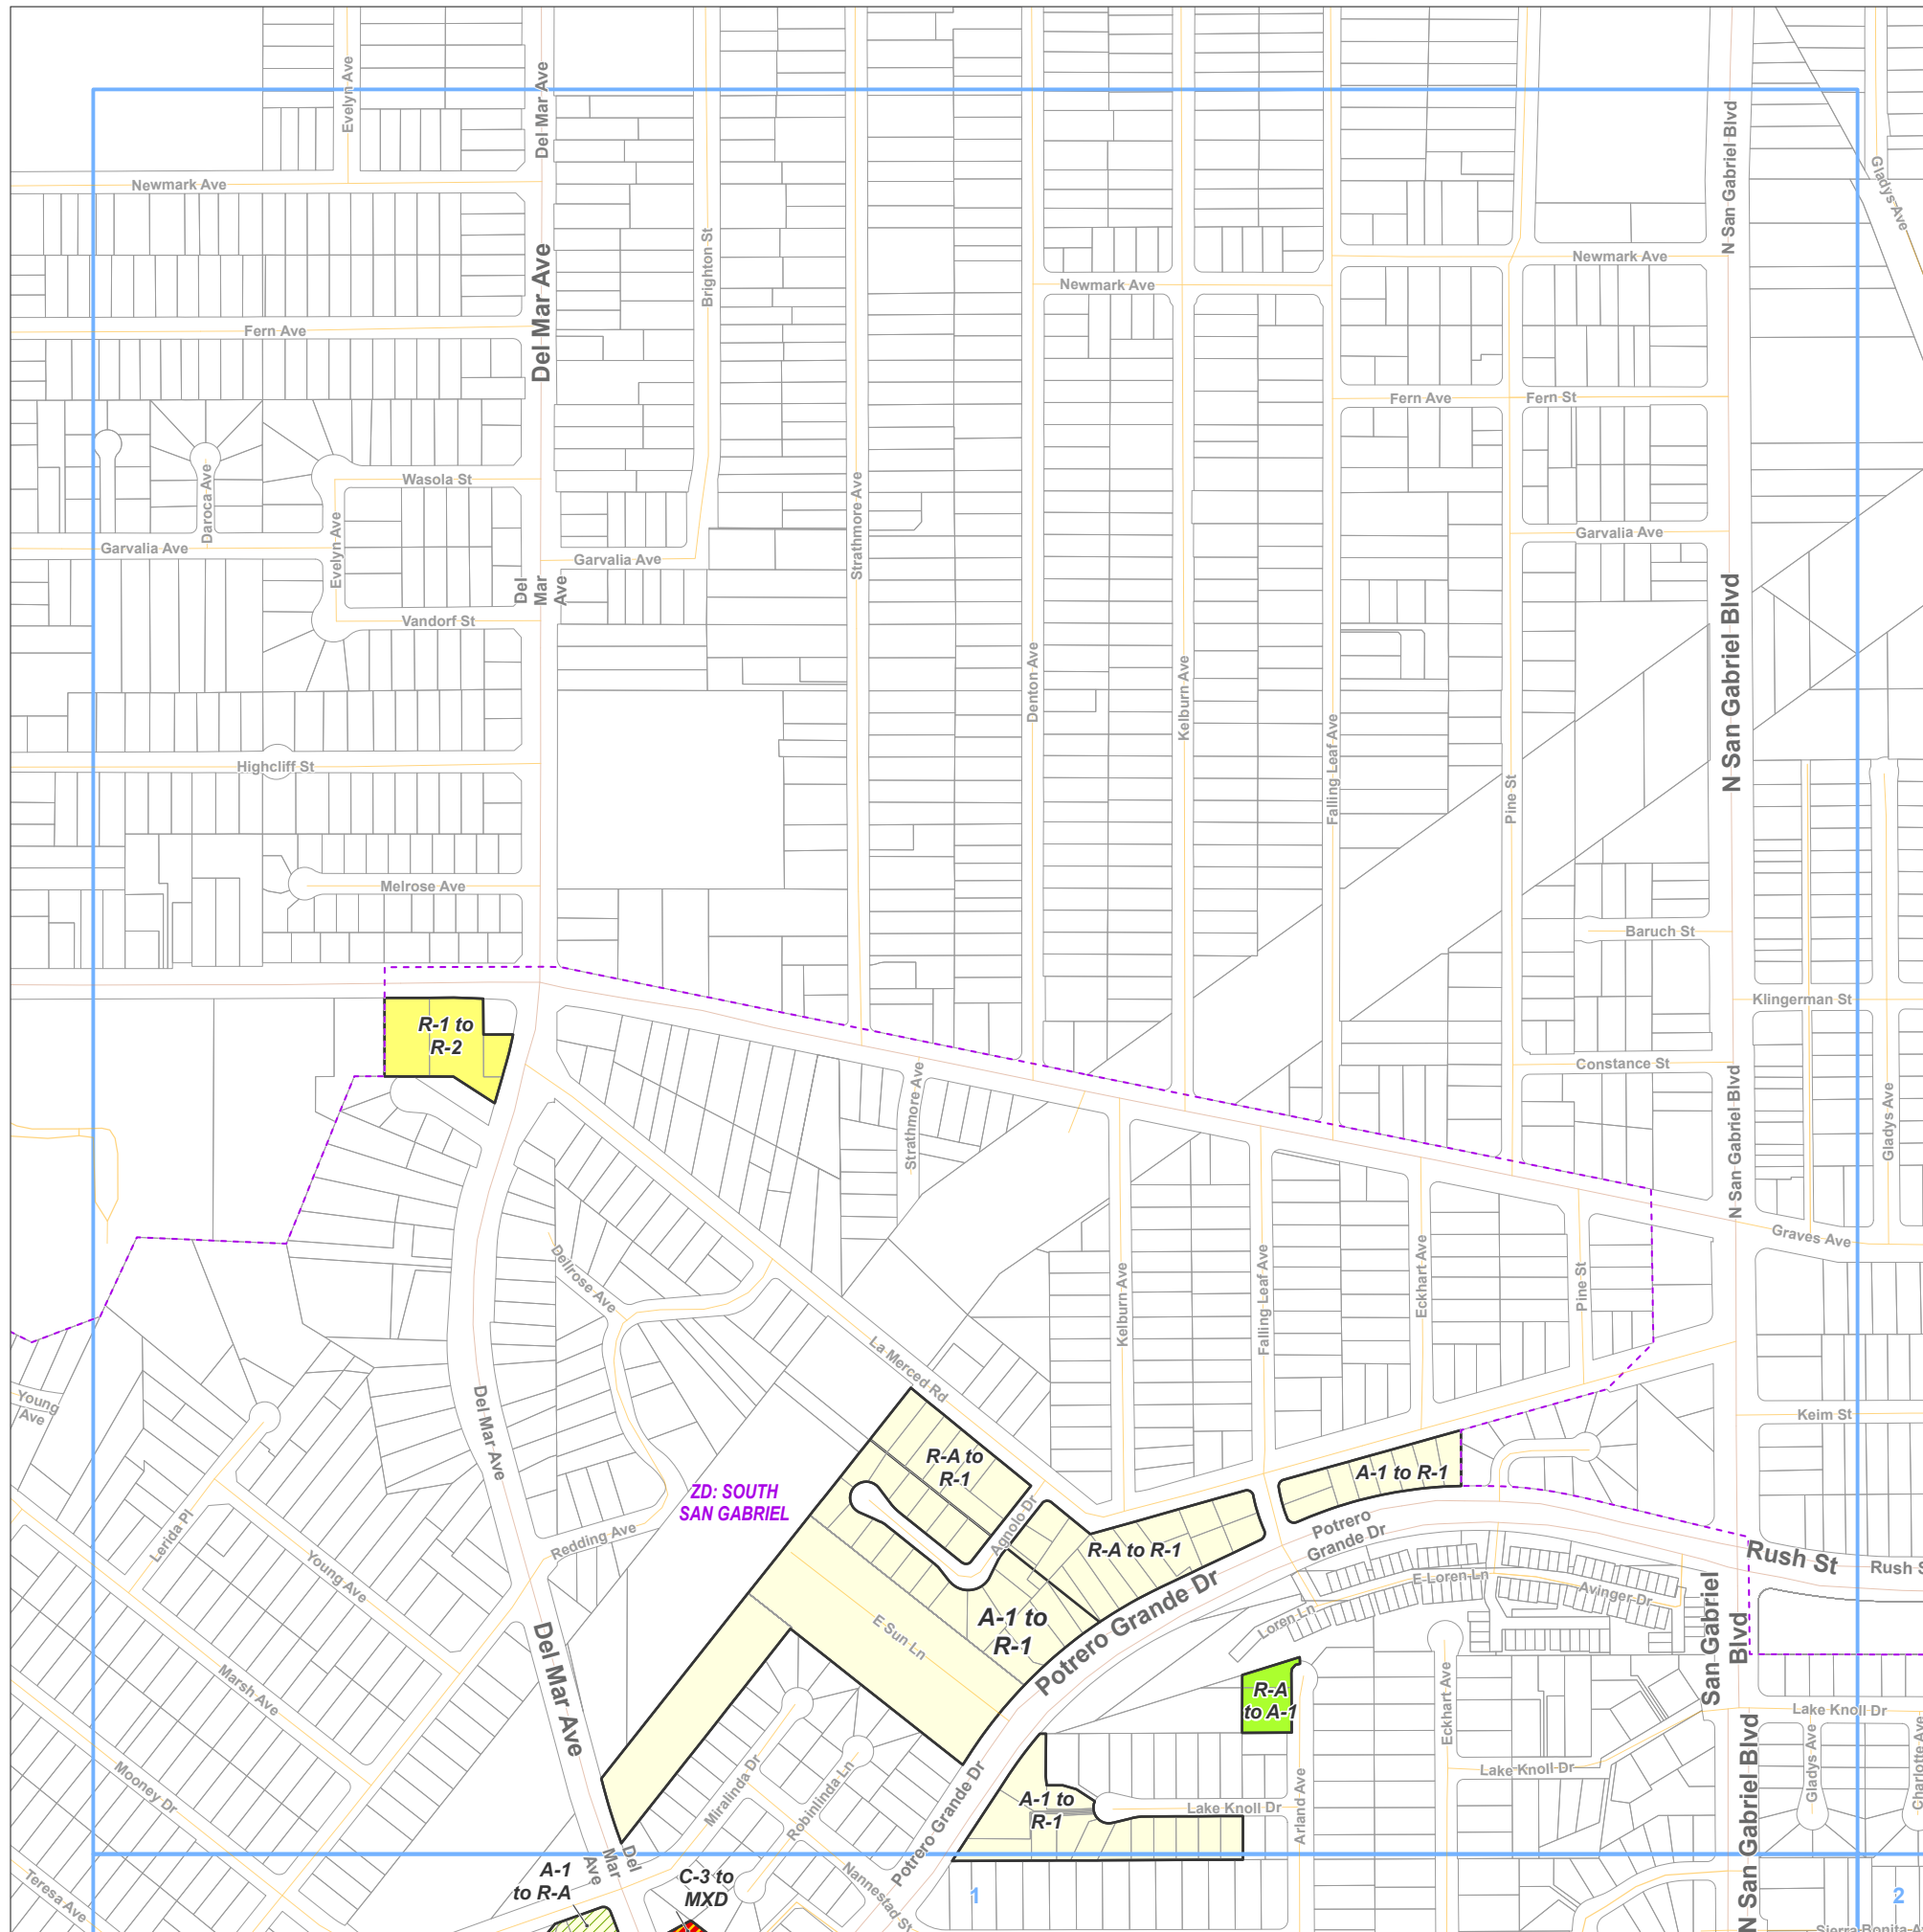 Evelyn Ave
Del Mar Ave
N San Gabriel Blvd
Gladys Ave
Newmark Ave
Brighton St
Newmark Ave
Newmark Ave
Del Mar Ave
Fern Ave
Fern Ave
Fern St
Wasola St
Daroca Ave
Evelyn Ave
Strathmore Ave
Garvalia Ave
Garvalia Ave
Garvalia Ave
Del
Mar
Ave
Vandorf St
N San Gabriel Blvd
Denton Ave
Kelburn Ave
Falling Leaf Ave
Pine St
Highcliff St
Melrose Ave
Baruch St
Klingerman St
R-1 to
R-2
Constance St
Strathmore Ave
N San Gabriel Blvd
Gladys Ave
Graves Ave
Dellrose Ave
Kelburn Ave
Falling Leaf Ave
Eckhart Ave
Pine St
La Merced Rd
Young
Ave
Del Mar Ave
Keim St
R-A to
R-1
A-1 to R-1
ZD: SOUTH
SAN GABRIEL
Lerida Pl
Redding Ave
Agnolo Dr
R-A to R-1
Potrero
Grande Dr
Rush St
Rush S
Young Ave
E Loren Ln
Avinger Dr
Loren Ln
San Gabriel
Blvd
A-1 to
R-1
E Sun Ln
Potrero Grande Dr
Del Mar Ave
Marsh Ave
R-A
to A-1
Eckhart Ave
Lake Knoll Dr
Lake Knoll Dr
Mooney Dr
Miralinda Dr
Robinlinda Ln
Potrero Grande Dr
A-1 to
R-1
Lake Knoll Dr
Arland Ave
N San Gabriel Blvd
Gladys Ave
Charlotte Ave
Del
Mar
Ave
A-1
to R-A
C-3 to
MXD
Nannestad St
Teresa Ave
1
2
Sierra Bonita Av